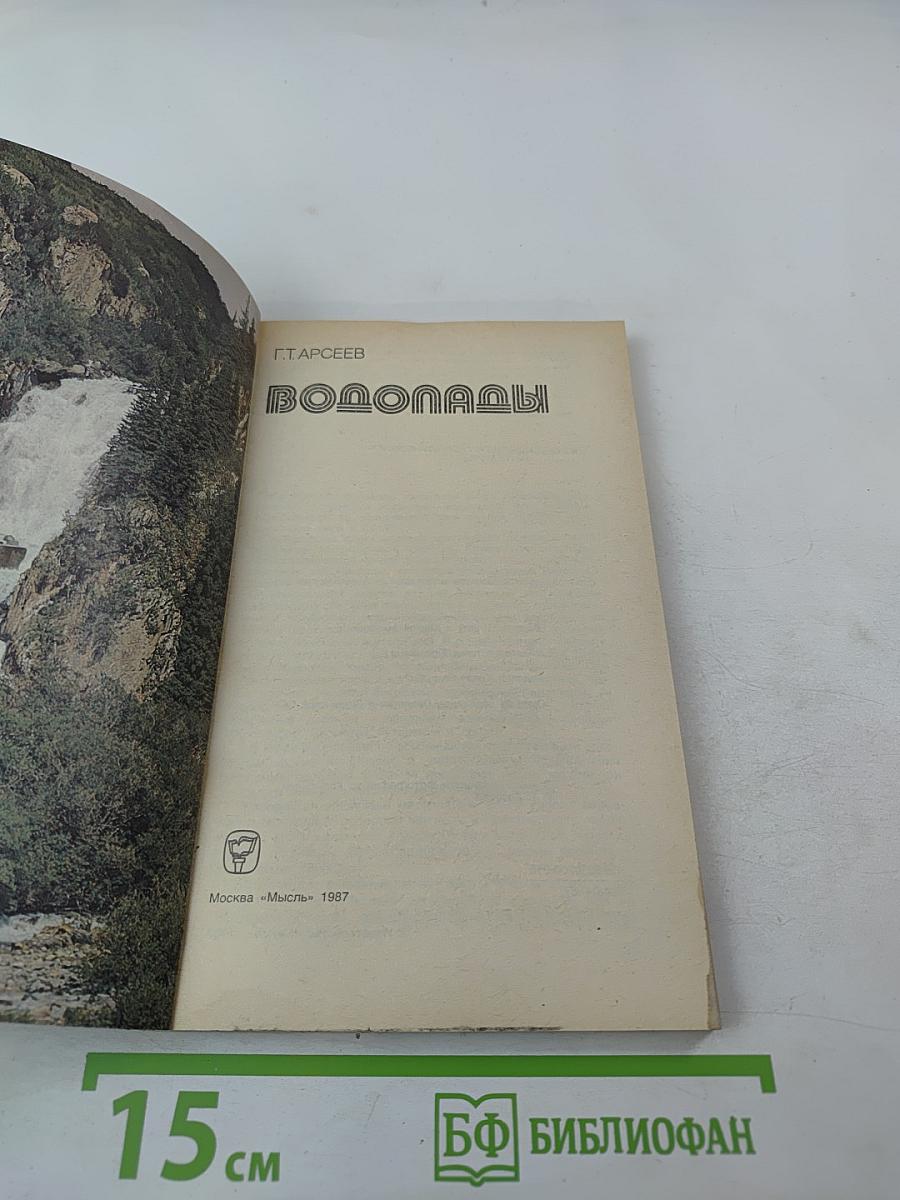 Г.Т. АРСЕЕВ
ВОДОПАДЫ
Москва «Мысль» 1987
15 см
БФ БИБЛИОФАН